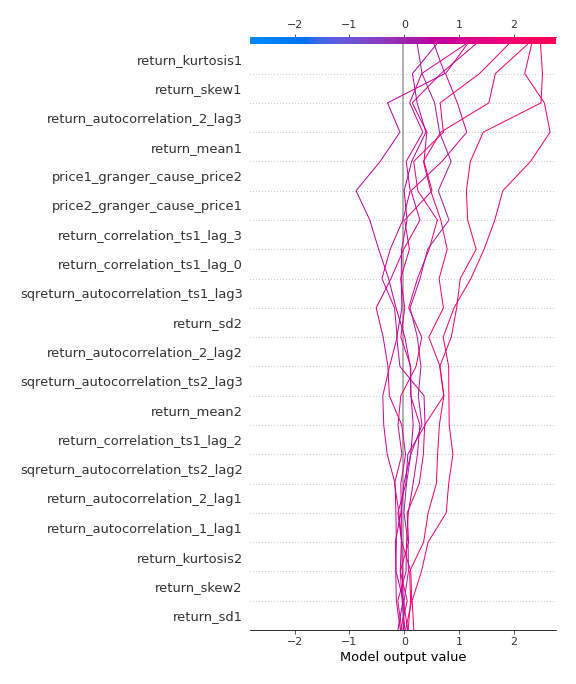 −2 −1 0 1 2
return_kurtosis1
return_skew1
return_autocorrelation_2_lag3
return_mean1
price1_granger_cause_price2
price2_granger_cause_price1
return_correlation_ts1_lag_3
return_correlation_ts1_lag_0
sqreturn_autocorrelation_ts1_lag3
return_sd2
return_autocorrelation_2_lag2
sqreturn_autocorrelation_ts2_lag3
return_mean2
return_correlation_ts1_lag_2
sqreturn_autocorrelation_ts2_lag2
return_autocorrelation_2_lag1
return_autocorrelation_1_lag1
return_kurtosis2
return_skew2
return_sd1
−2 −1 0 1 2
Model output value